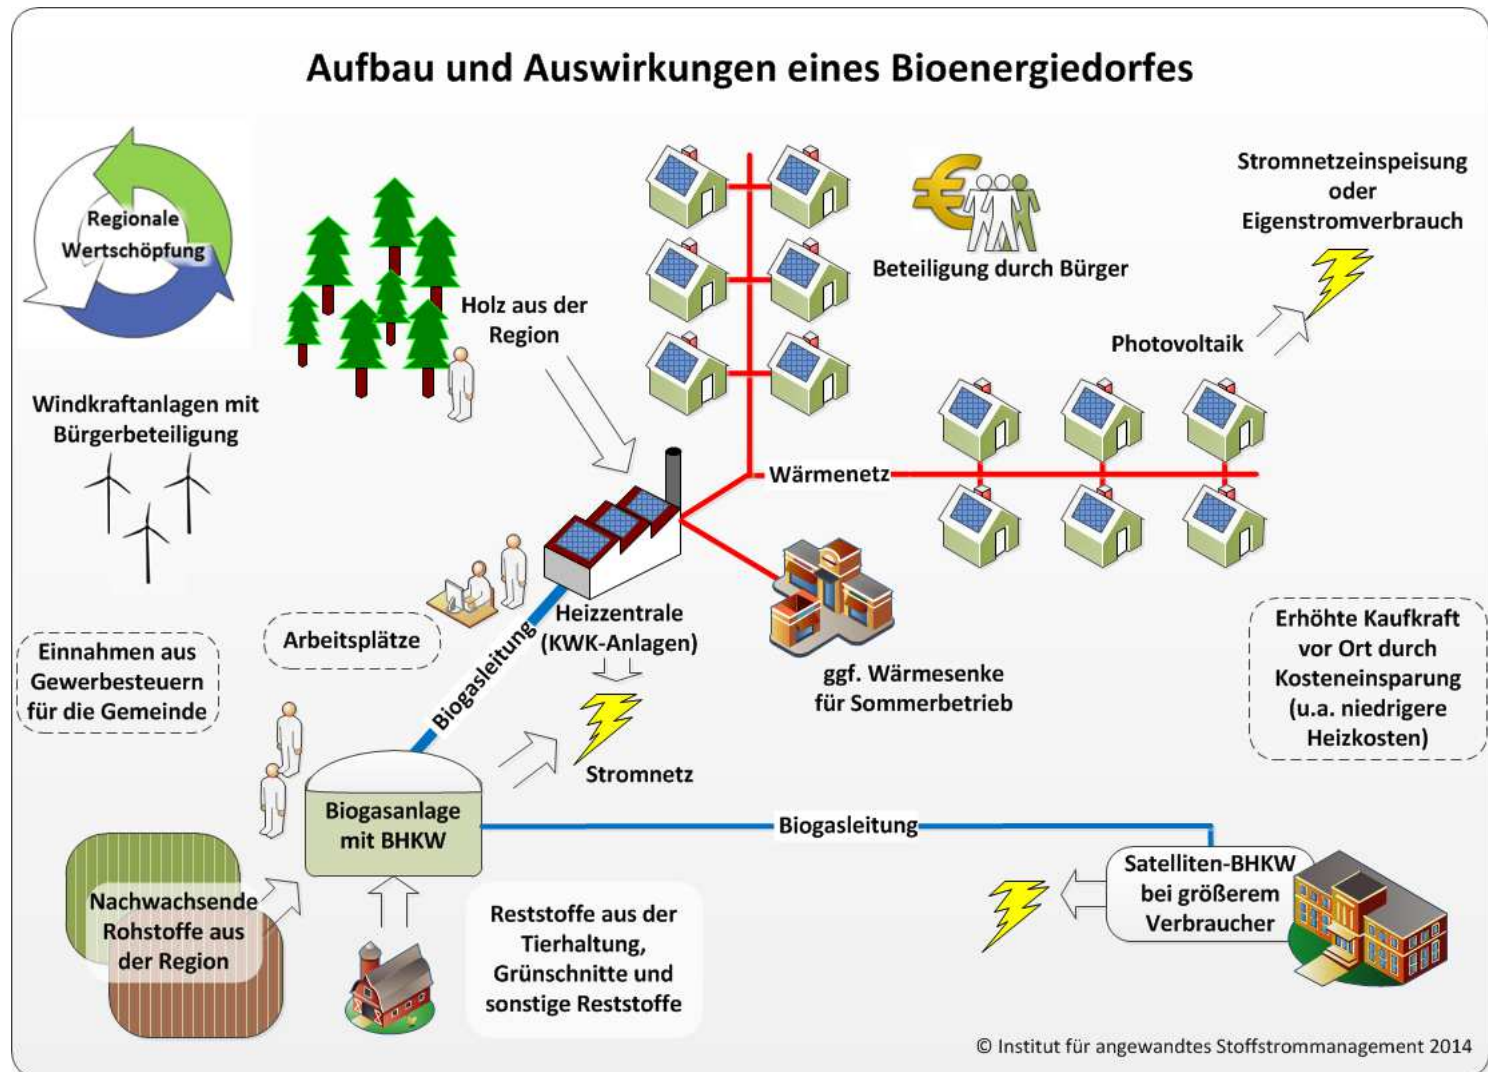 Aufbau und Auswirkungen eines Bioenergiedorfes
Regionale
Wertschöpfung
Holz aus der
Region
Beteiligung durch Bürger
Stromnetzeinspeisung
oder
Eigenstromverbrauch
Photovoltaik
Windkraftanlagen mit
Bürgerbeteiligung
Wärmenetz
Einnahmen aus
Gewerbesteuern
für die Gemeinde
Arbeitsplätze
Heizzentrale
(KWK-Anlagen)
Biogasleitung
ggf. Wärmesenke
für Sommerbetrieb
Erhöhte Kaufkraft
vor Ort durch
Kosteneinsparung
(u.a. niedrigere
Heizkosten)
Stromnetz
Biogasanlage
mit BHKW
Biogasleitung
Satelliten-BHKW
bei größerem
Verbraucher
Nachwachsende
Rohstoffe aus
der Region
Reststoffe aus der
Tierhaltung,
Grünschnitte und
sonstige Reststoffe
© Institut für angewandtes Stoffstrommanagement 2014